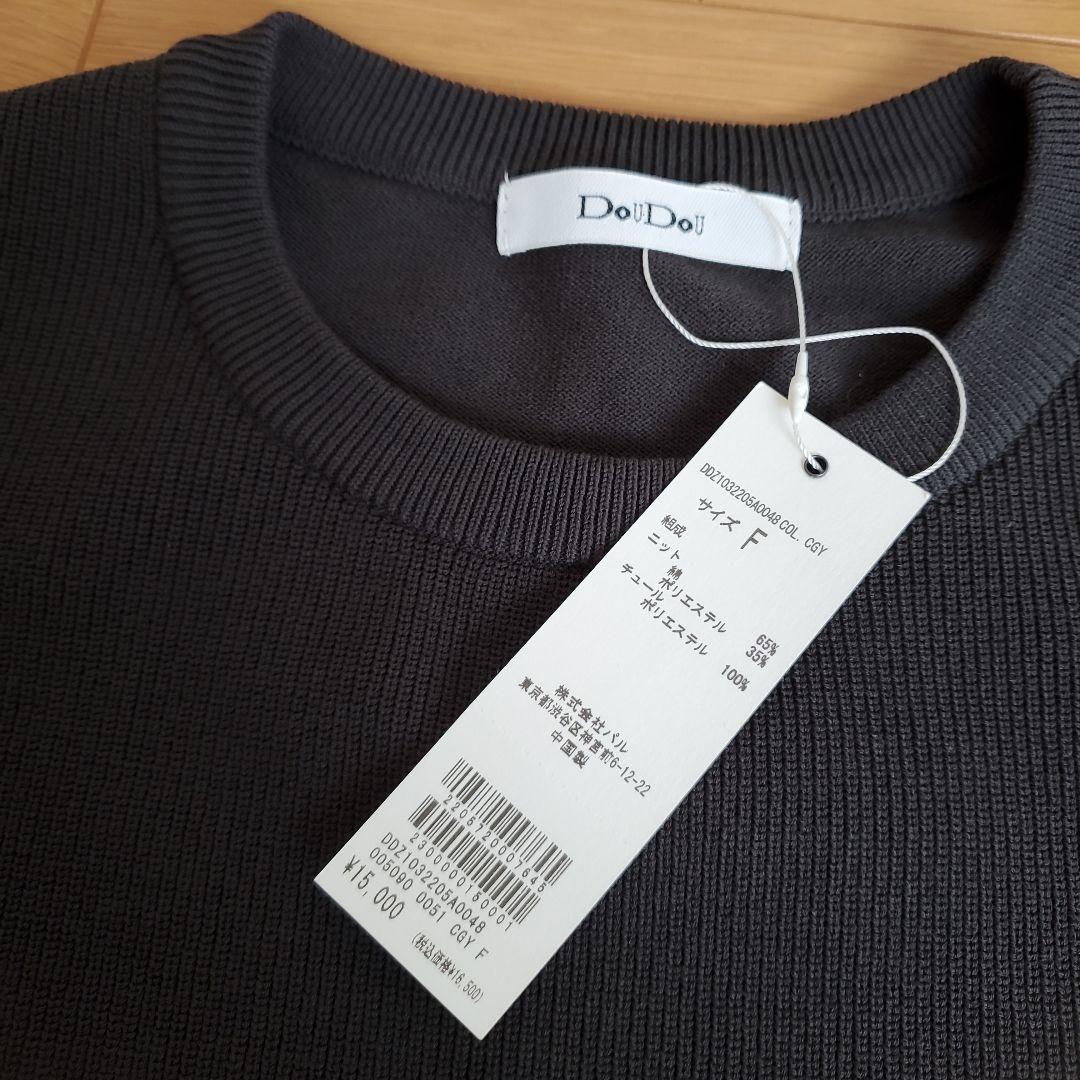 DOUDOU
DDZ1032205A0048 COL. CGY
サイズ F
組成
ニット
綿 65%
ポリエステル 35%
チュール
ポリエステル 100%
株式会社パル
東京都渋谷区神宮前6-12-22
中国製
2205720007645
2300000150001
DDZ1032205A0048
005090 0051 CGY F
¥15,000
(税込価格¥16,500)